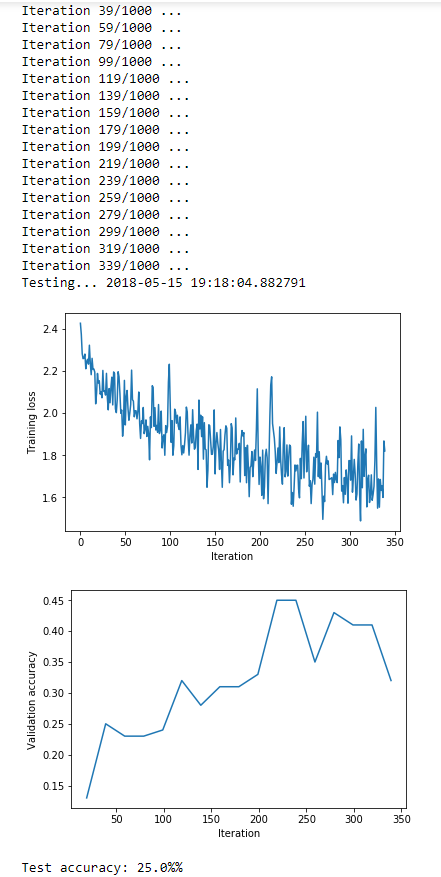 Iteration 39/1000 ...
Iteration 59/1000 ...
Iteration 79/1000 ...
Iteration 99/1000 ...
Iteration 119/1000 ...
Iteration 139/1000 ...
Iteration 159/1000 ...
Iteration 179/1000 ...
Iteration 199/1000 ...
Iteration 219/1000 ...
Iteration 239/1000 ...
Iteration 259/1000 ...
Iteration 279/1000 ...
Iteration 299/1000 ...
Iteration 319/1000 ...
Iteration 339/1000 ...
Testing... 2018-05-15 19:18:04.882791
Training loss
2.4
2.2
2.0
1.8
1.6
0 50 100 150 200 250 300 350
Iteration
Validation accuracy
0.45
0.40
0.35
0.30
0.25
0.20
0.15
50 100 150 200 250 300 350
Iteration
Test accuracy: 25.0%%